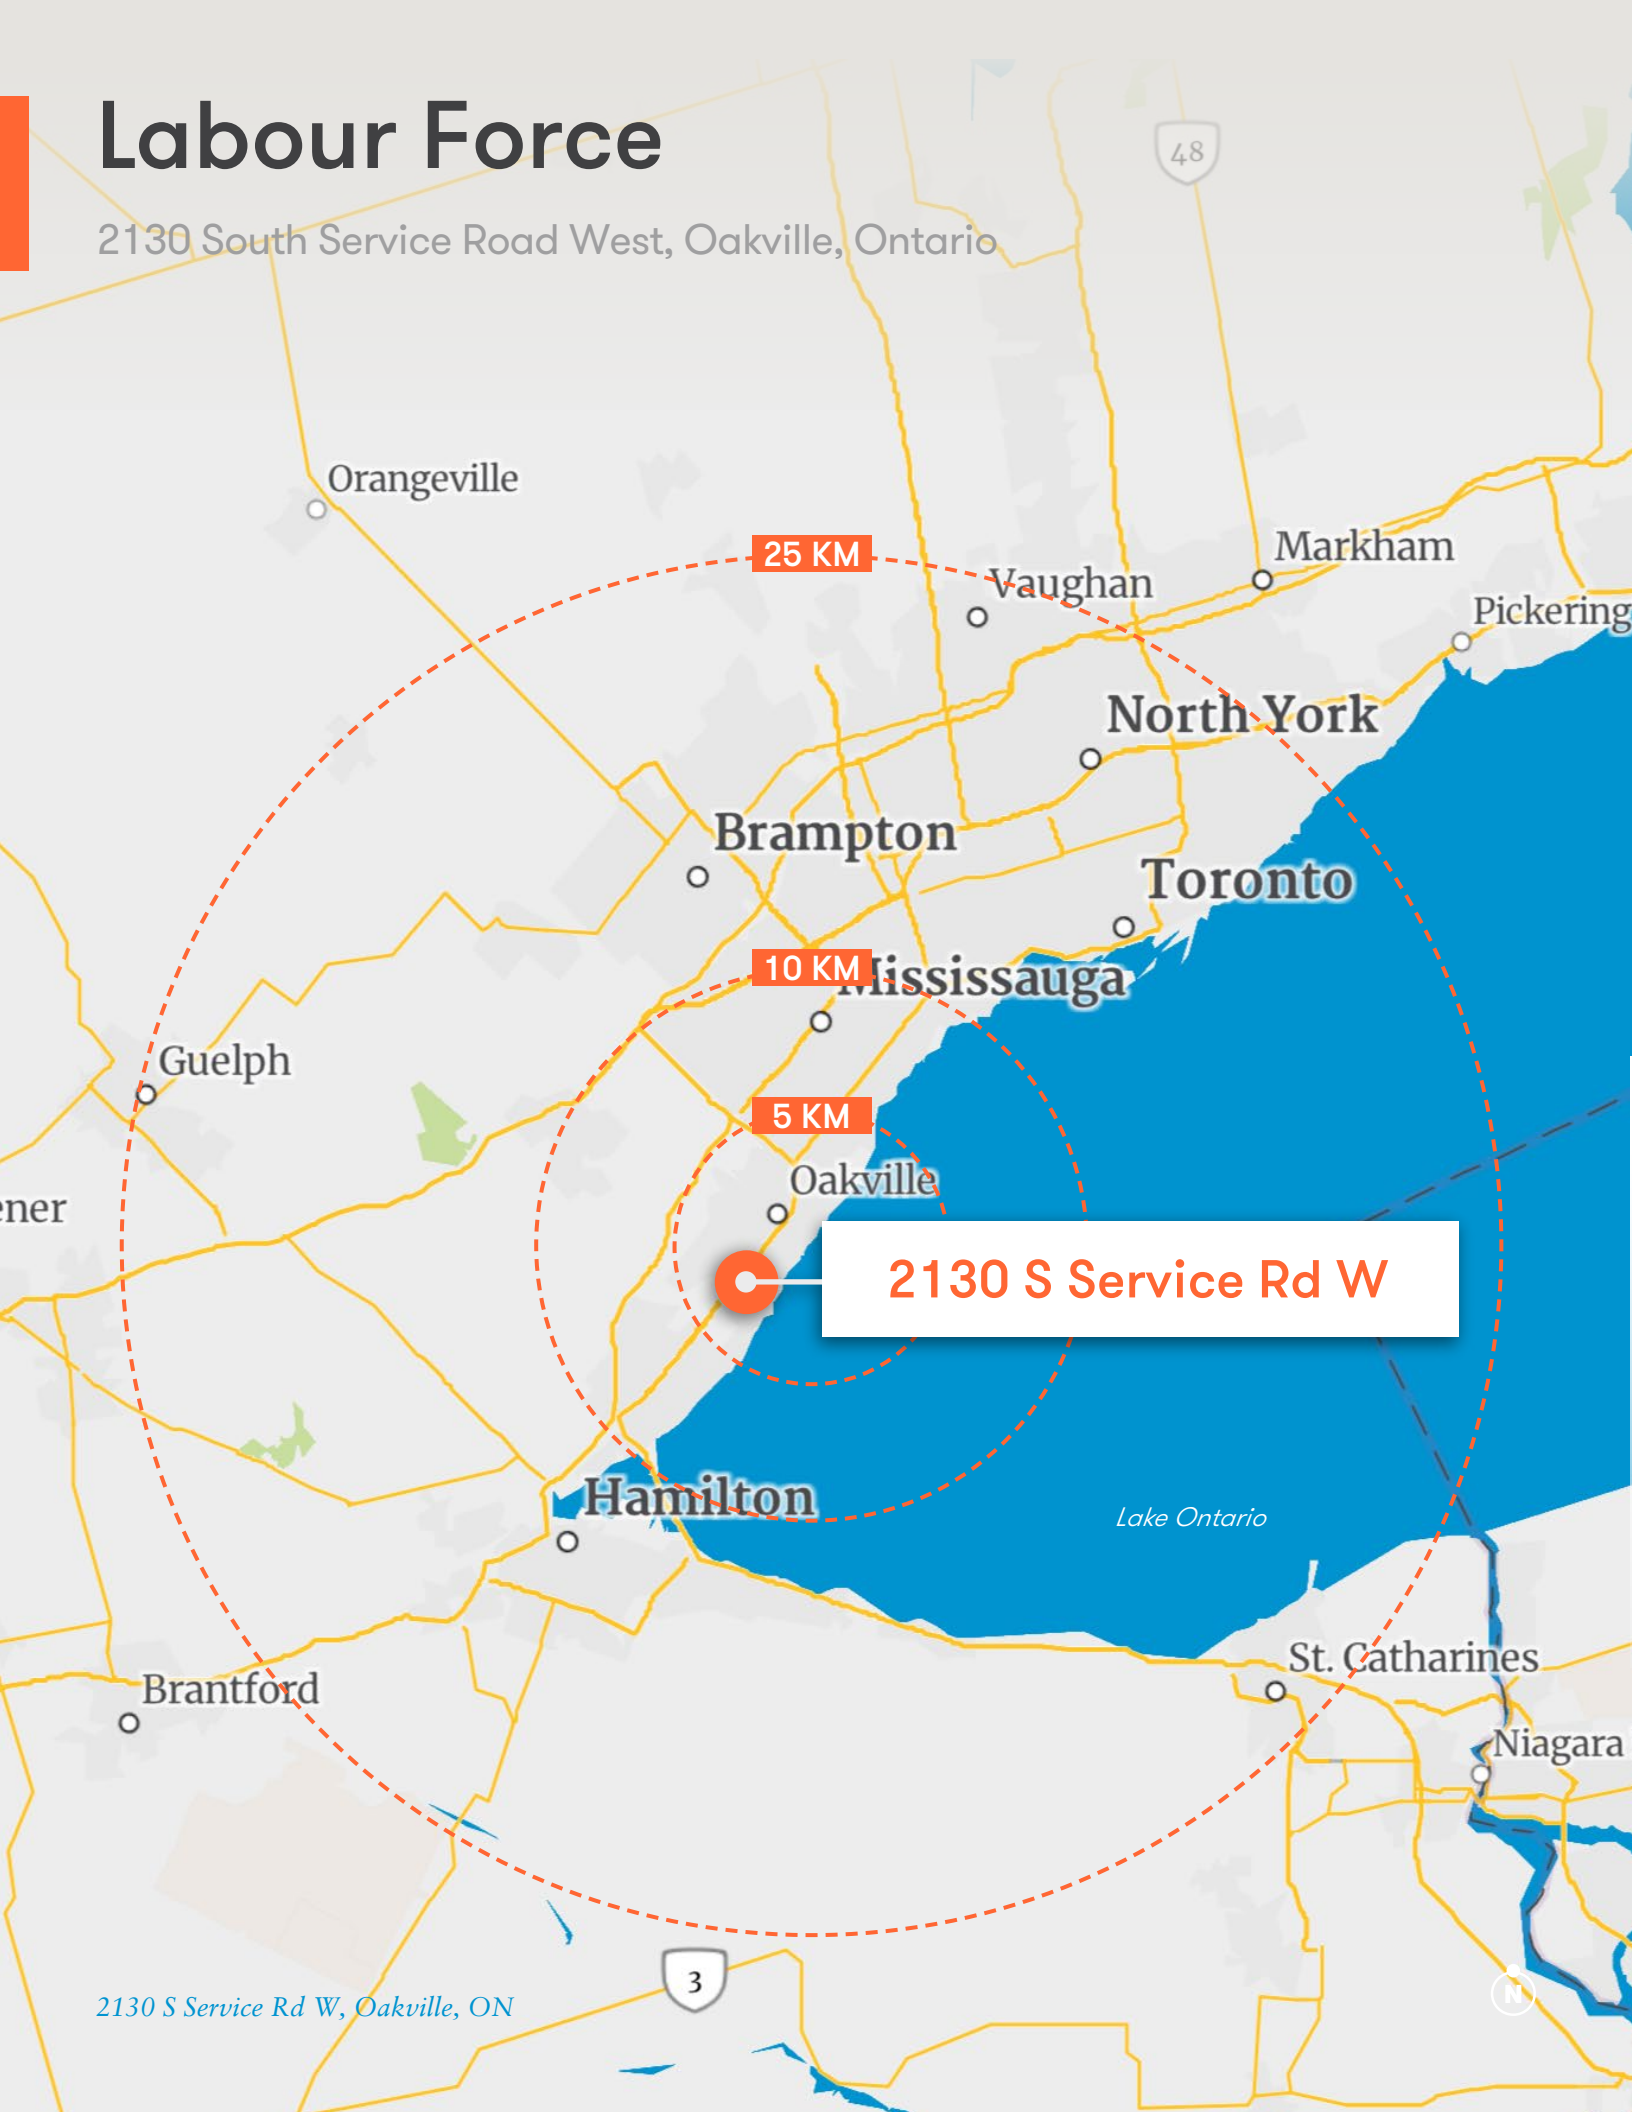 Labour Force
48
2130 South Service Road West, Oakville, Ontario
Orangeville
25 KM
Markham
Vaughan
Pickering
North York
Brampton
Toronto
10 KM
Mississauga
Guelph
5 KM
Oakville
ener
2130 S Service Rd W
Hamilton
Lake Ontario
St. Catharines
Brantford
Niagara
3
N
2130 S Service Rd W, Oakville, ON